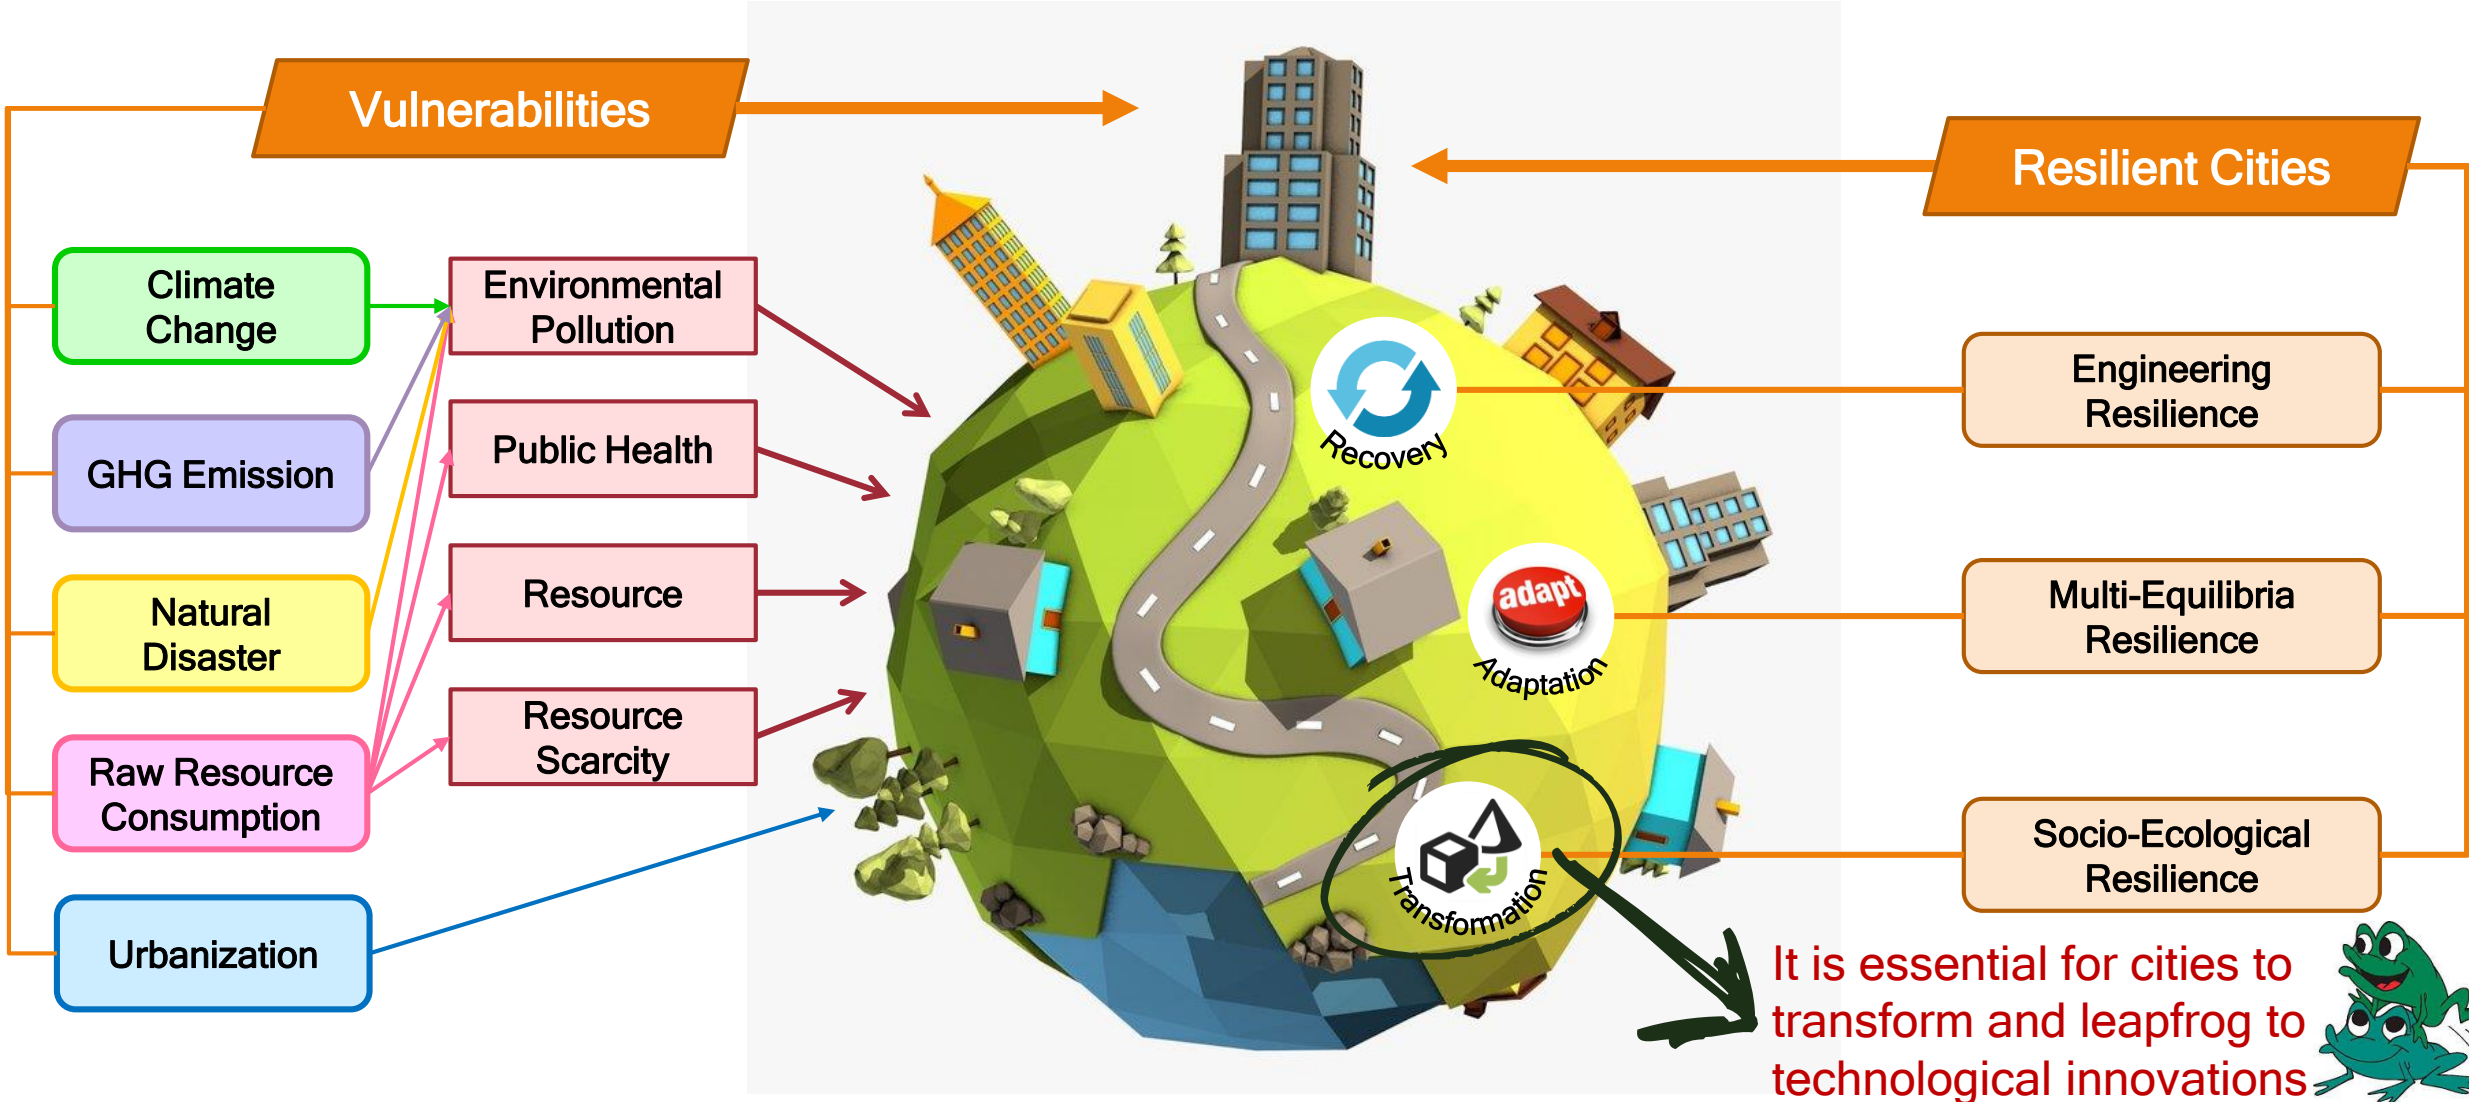 Vulnerabilities
Resilient Cities
Climate
Change
GHG Emission
Natural
Disaster
Raw Resource
Consumption
Urbanization
Environmental
Pollution
Public Health
Resource
Resource
Scarcity
Recovery
adapt
Adaptation
Transformation
Engineering
Resilience
Multi-Equilibria
Resilience
Socio-Ecological
Resilience
It is essential for cities to
transform and leapfrog to
technological innovations